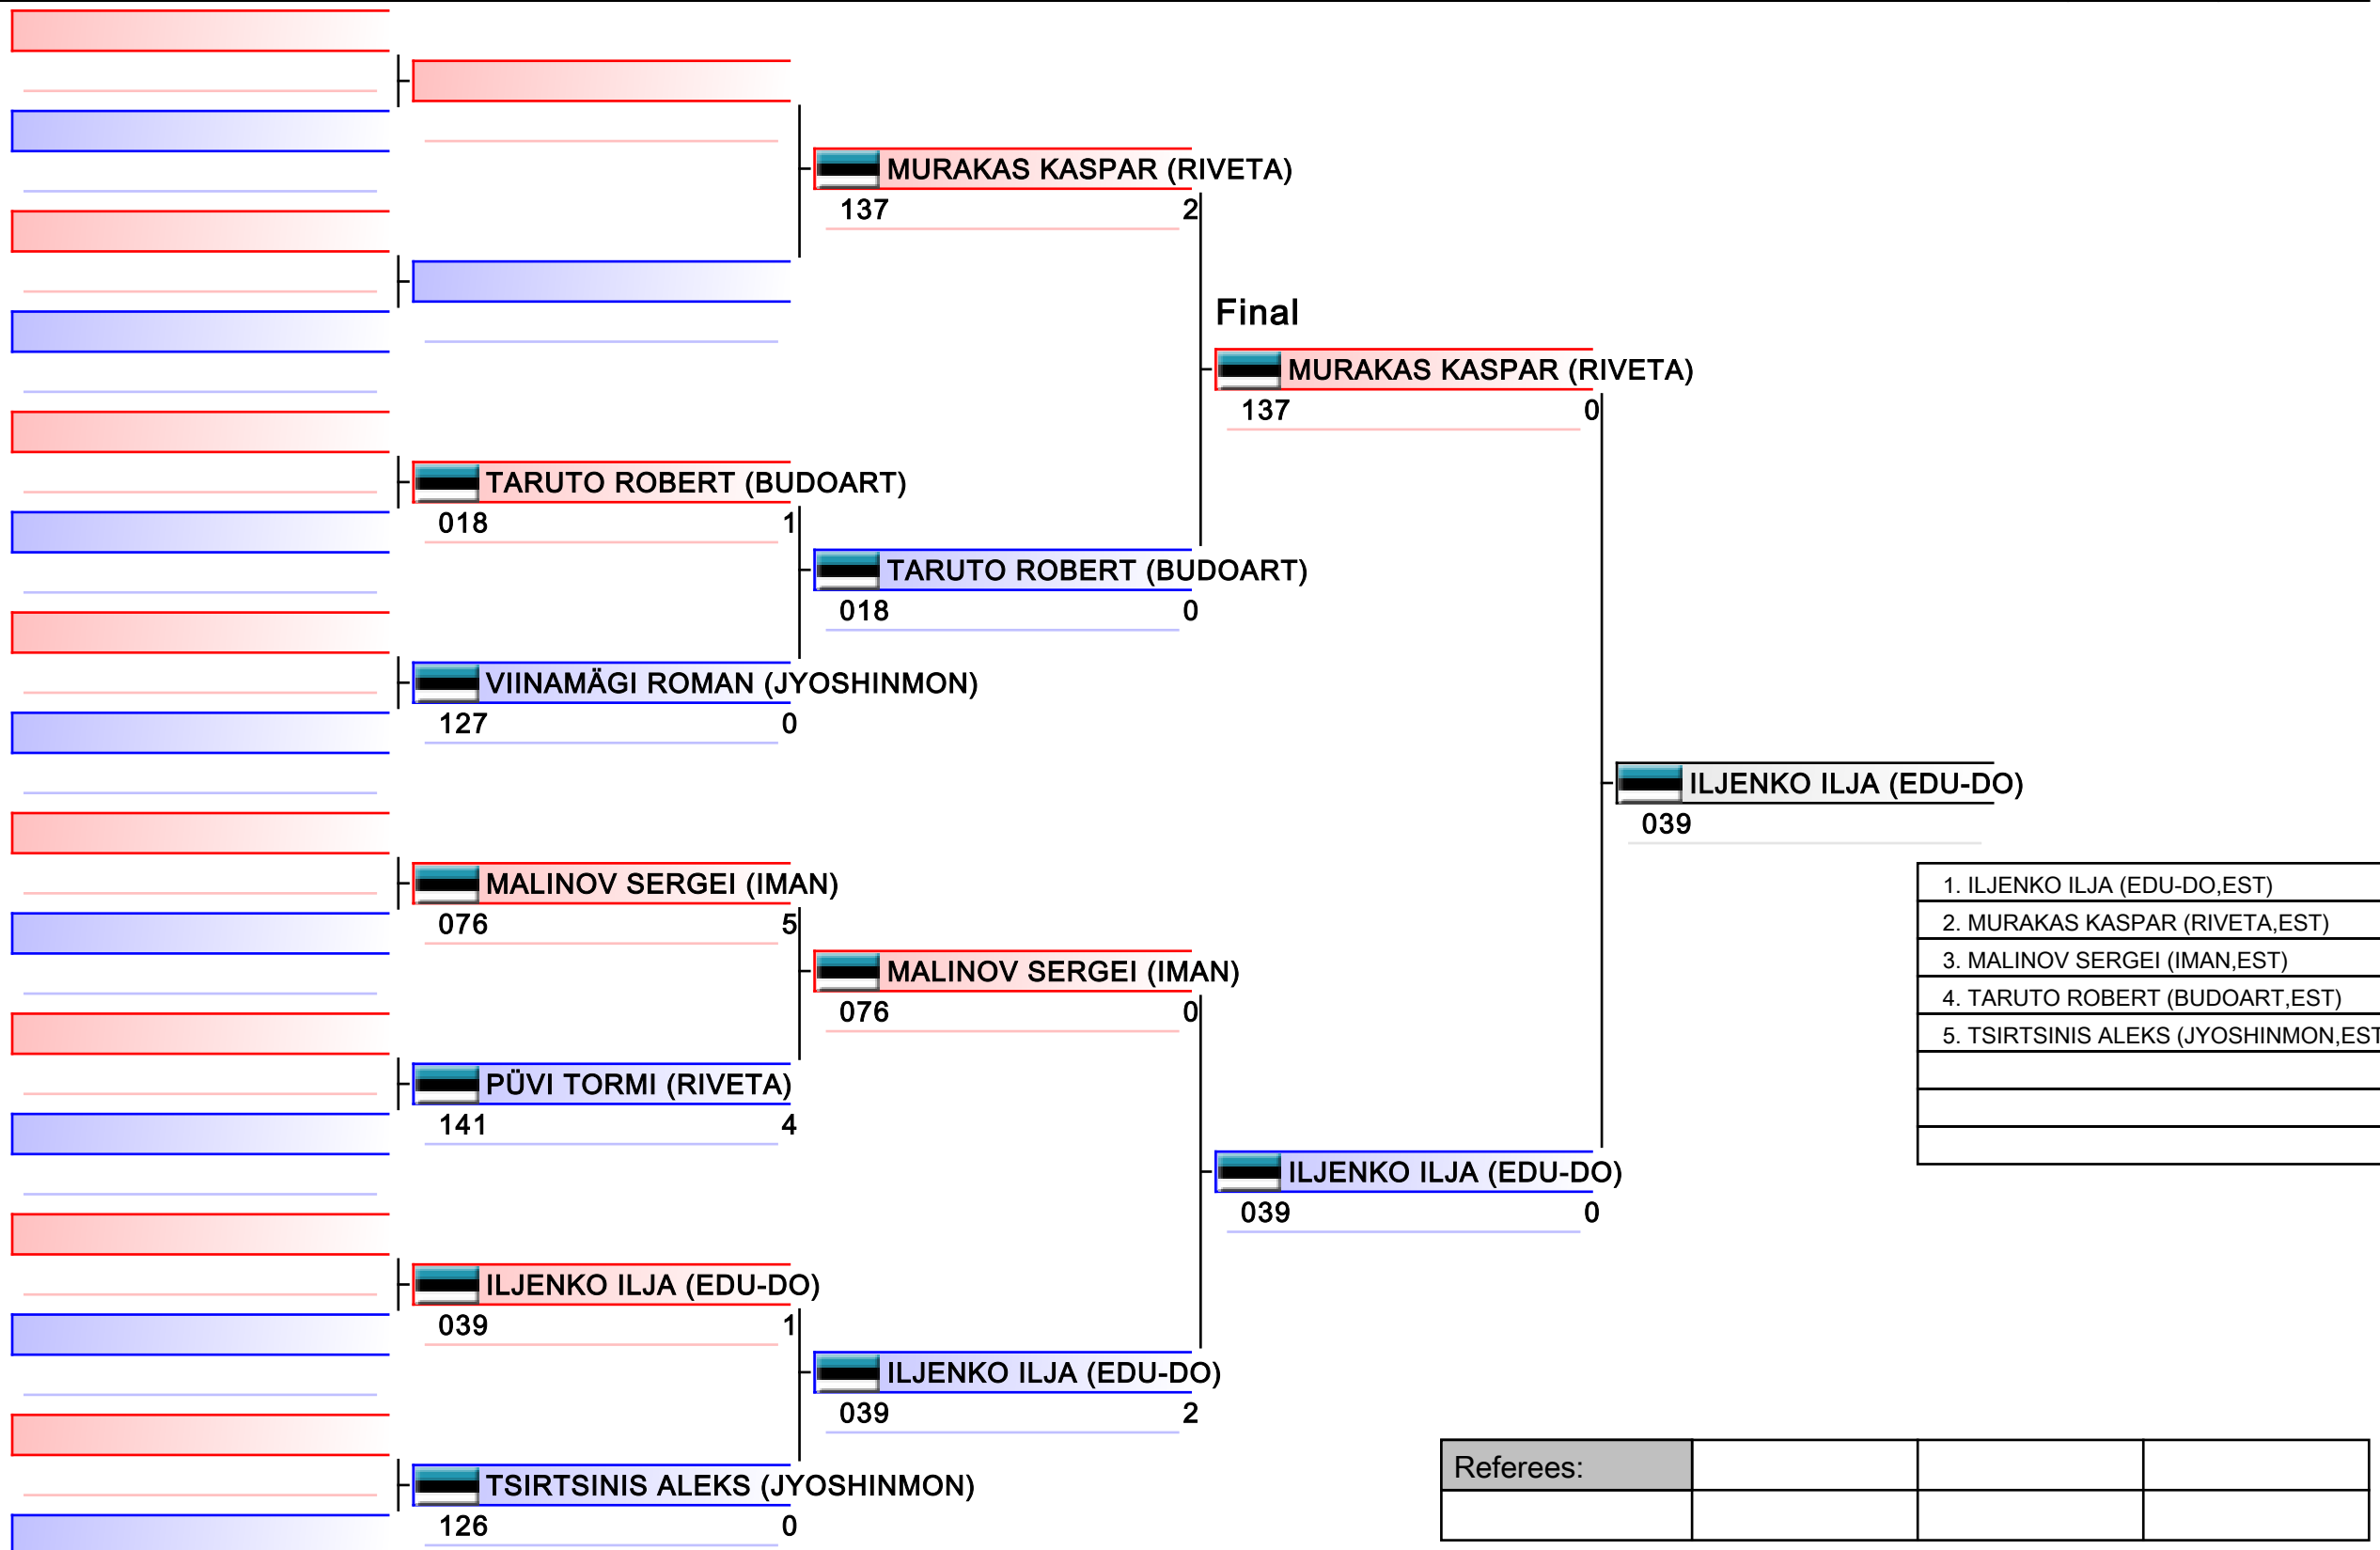 MURAKAS KASPAR (RIVETA)
137 2
Final
MURAKAS KASPAR (RIVETA)
137 0
TARUTO ROBERT (BUDOART)
018 1
TARUTO ROBERT (BUDOART)
018 0
VIINAMÄGI ROMAN (JYOSHINMON)
127 0
ILJENKO ILJA (EDU-DO)
039
MALINOV SERGEI (IMAN)
076 5
MALINOV SERGEI (IMAN)
076 0
PÜVI TORMI (RIVETA)
141 4
ILJENKO ILJA (EDU-DO)
039 0
ILJENKO ILJA (EDU-DO)
039 1
ILJENKO ILJA (EDU-DO)
039 2
TSIRTSINIS ALEKS (JYOSHINMON)
126 0
1. ILJENKO ILJA (EDU-DO,EST)
2. MURAKAS KASPAR (RIVETA,EST)
3. MALINOV SERGEI (IMAN,EST)
4. TARUTO ROBERT (BUDOART,EST)
5. TSIRTSINIS ALEKS (JYOSHINMON,EST
Referees: